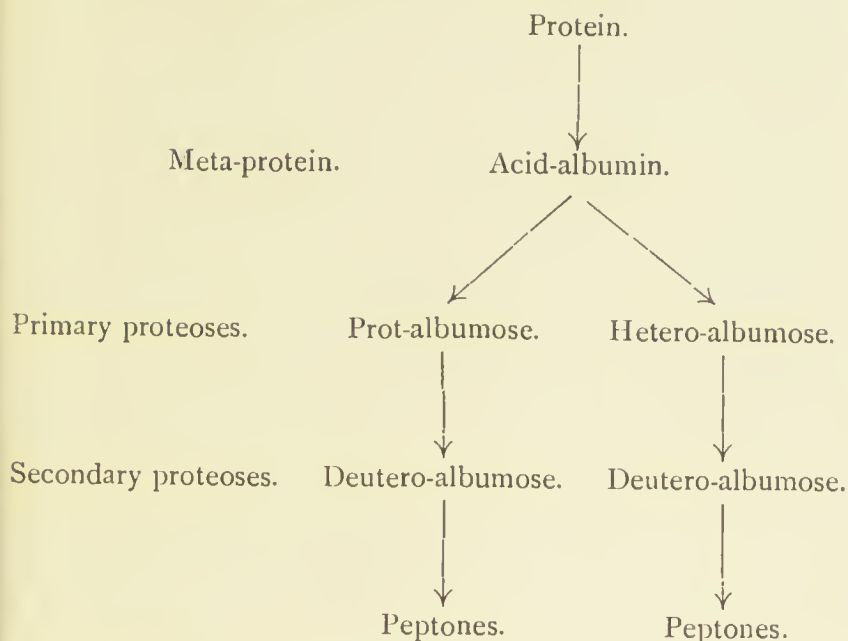 Protein.
Meta-protein. Acid-albumin.
Primary proteoses. Prot-albumose. Hetero-albumose.
Secondary proteoses. Deutero-albumose. Deutero-albumose.
Peptones. Peptones.